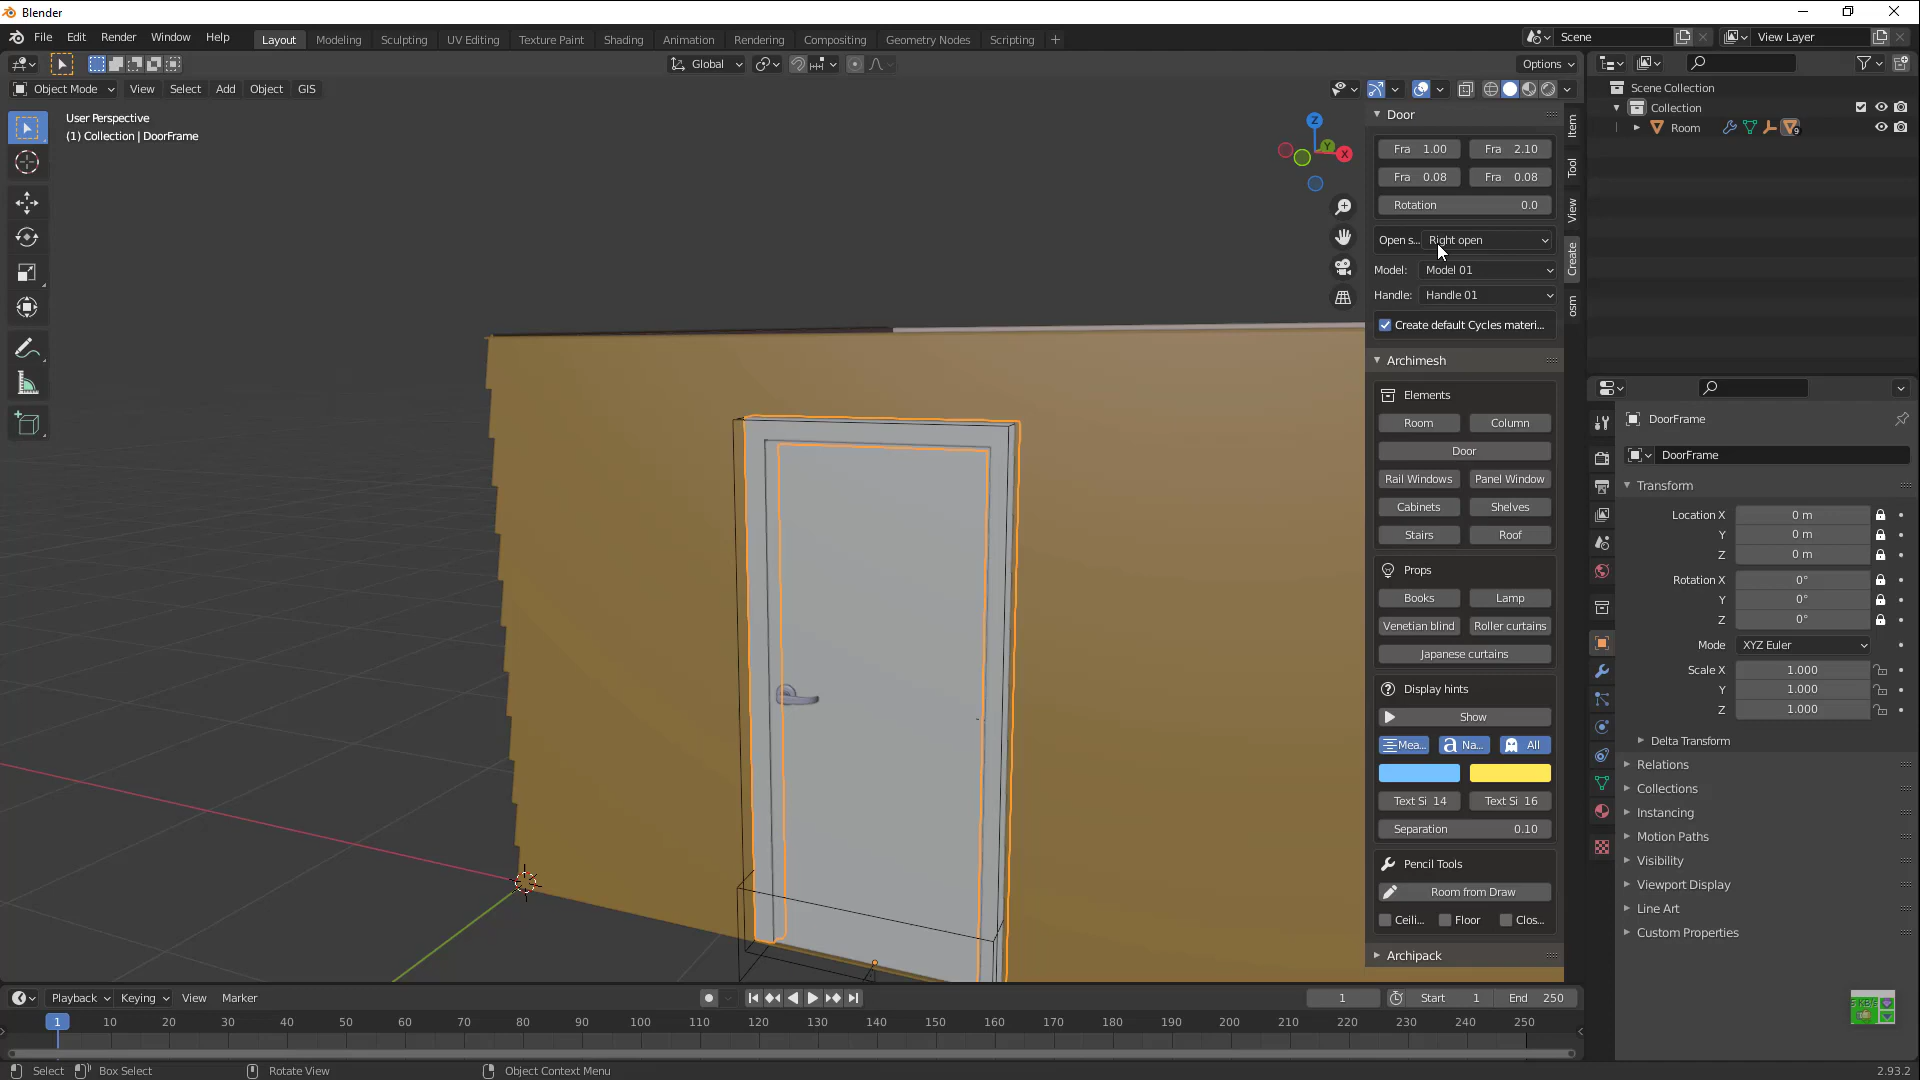 Blender
File Edit Render Window Help
Layout Modeling Sculpting UV Editing Texture Paint Shading Animation Rendering Compositing Geometry Nodes Scripting +
Scene
View Layer
Global
Options
Object Mode View Select Add Object GIS
User Perspective
(1) Collection | DoorFrame
Z
Y
X
Door
Fra 1.00
Fra 2.10
Fra 0.08
Fra 0.08
Rotation 0.0
Open s... Right open
Model: Model 01
Handle: Handle 01
Create default Cycles materi...
Archimesh
Elements
Room
Column
Door
Rail Windows
Panel Window
Cabinets
Shelves
Stairs
Roof
Props
Books
Lamp
Venetian blind
Roller curtains
Japanese curtains
Display hints
Show
Mea...
Na...
All
Text Si 14
Text Si 16
Separation 0.10
Pencil Tools
Room from Draw
Ceili...
Floor
Clos...
Archipack
Item
Tool
View
Create
osm
Scene Collection
Collection
Room
9
DoorFrame
DoorFrame
Transform
Location X 0 m
Y 0 m
Z 0 m
Rotation X 0°
Y 0°
Z 0°
Mode XYZ Euler
Scale X 1.000
Y 1.000
Z 1.000
Delta Transform
Relations
Collections
Instancing
Motion Paths
Visibility
Viewport Display
Line Art
Custom Properties
Playback Keying View Marker
1
Start 1
End 250
1 10 20 30 40 50 60 70 80 90 100 110 120 130 140 150 160 170 180 190 200 210 220 230 240 250
Select
Box Select
Rotate View
Object Context Menu
2.93.2